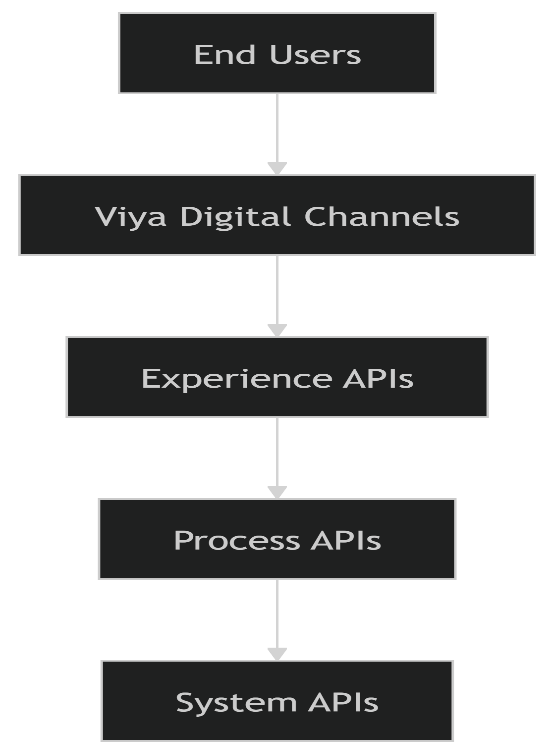 End Users
Viya Digital Channels
Experience APIs
Process APIs
System APIs